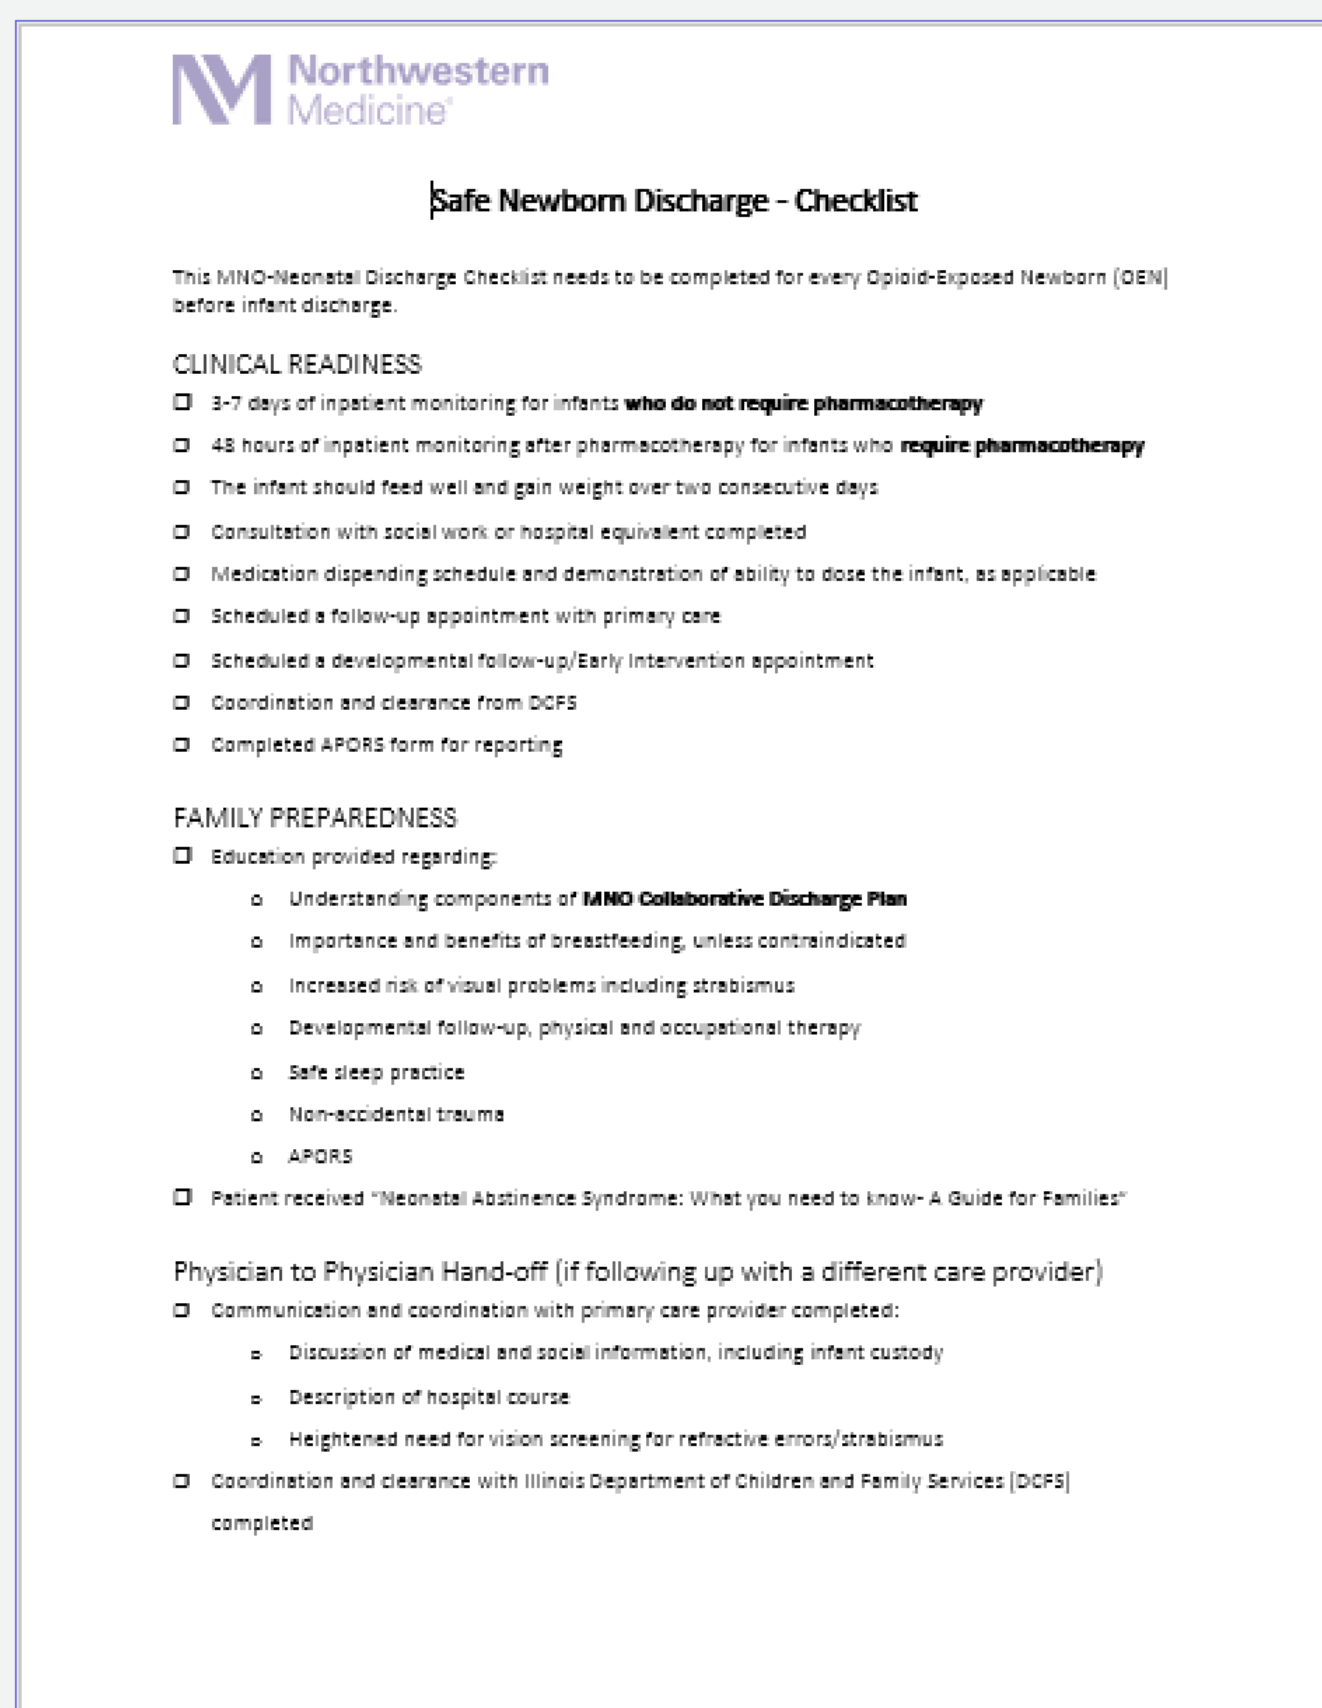 Northwestern
Medicine
Safe Newborn Discharge - Checklist
This MNO-Neonatal Discharge Checklist needs to be completed for every Opioid-Exposed Newborn (OEN)
before infant discharge.
CLINICAL READINESS
❒ 3-7 days of inpatient monitoring for infants who do not require pharmacotherapy
❒ 48 hours of inpatient monitoring after pharmacotherapy for infants who require pharmacotherapy
❒ The infant should feed well and gain weight over two consecutive days
❒ Consultation with social work or hospital equivalent completed
❒ Medication dispending schedule and demonstration of ability to dose the infant, as applicable
❒ Scheduled a follow-up appointment with primary care
❒ Scheduled a developmental follow-up/Early Intervention appointment
❒ Coordination and clearance from DCFS
❒ Completed APORS form for reporting
FAMILY PREPAREDNESS
❒ Education provided regarding:
o Understanding components of MNO Collaborative Discharge Plan
o Importance and benefits of breastfeeding, unless contraindicated
o Increased risk of visual problems including strabismus
o Developmental follow-up, physical and occupational therapy
o Safe sleep practice
o Non-accidental trauma
o APORS
❒ Patient received "Neonatal Abstinence Syndrome: What you need to know- A Guide for Families"
Physician to Physician Hand-off (if following up with a different care provider)
❒ Communication and coordination with primary care provider completed:
o Discussion of medical and social information, including infant custody
o Description of hospital course
o Heightened need for vision screening for refractive errors/strabismus
❒ Coordination and clearance with Illinois Department of Children and Family Services (DCFS)
completed